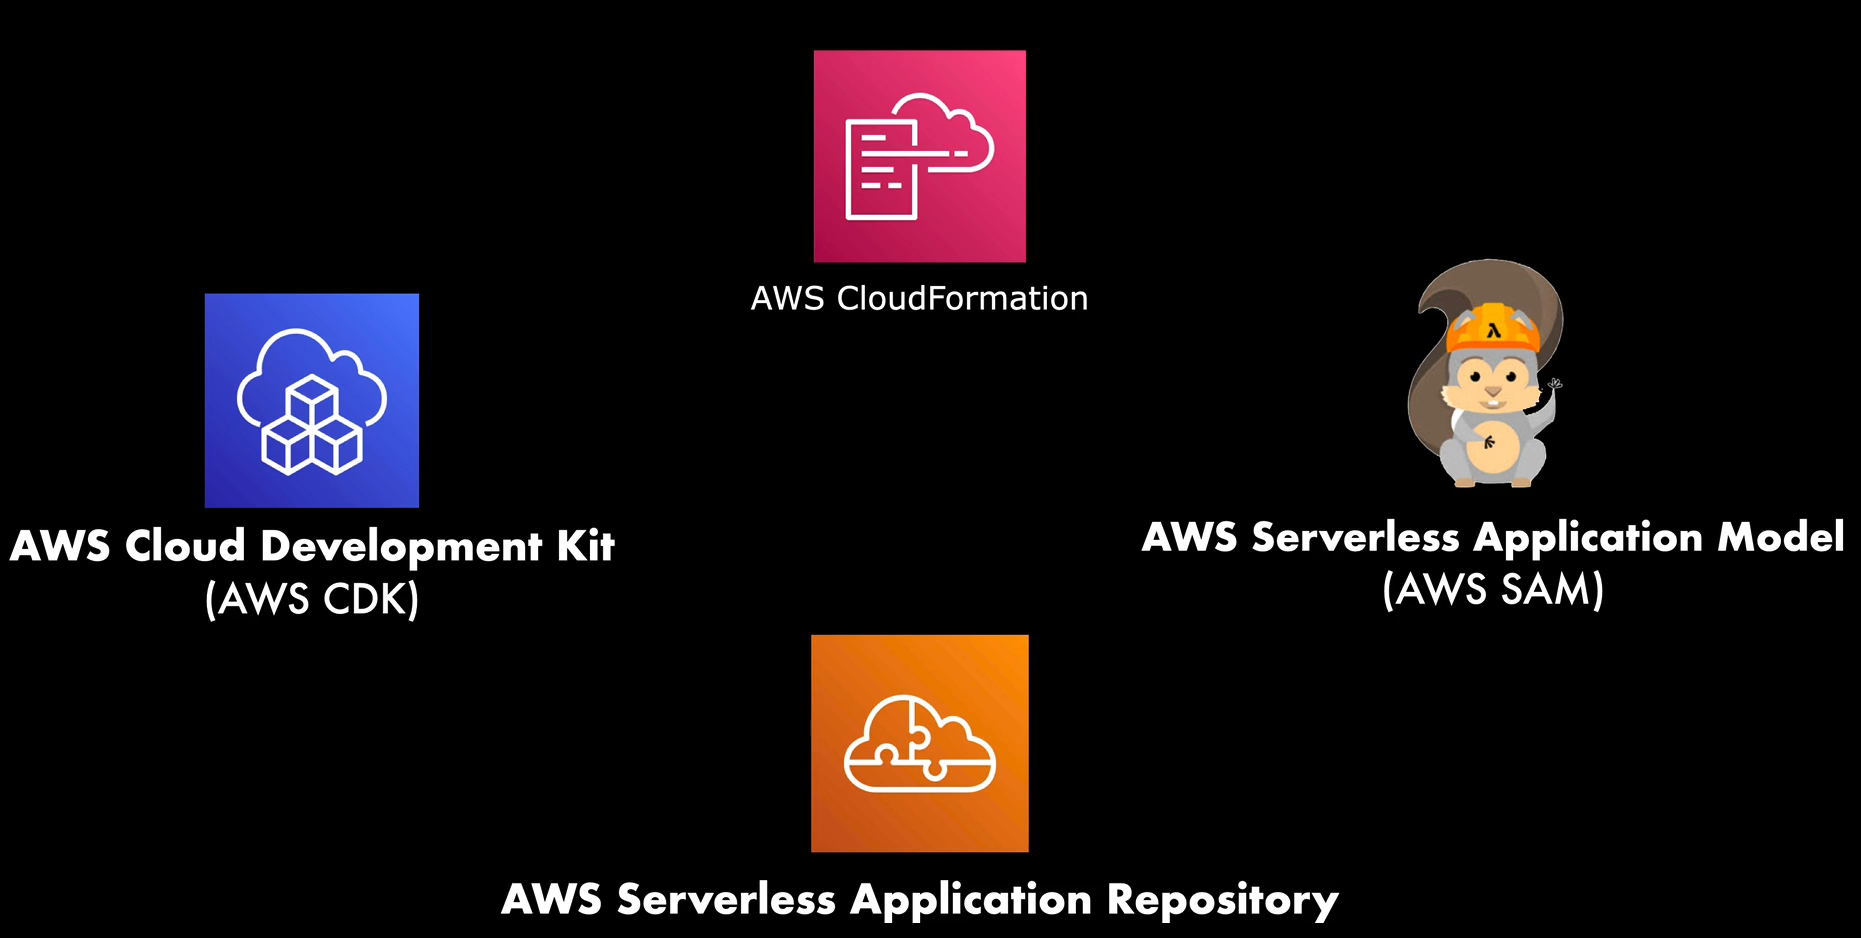 AWS CloudFormation
AWS Cloud Development Kit
(AWS CDK)
λ
AWS Serverless Application Model
(AWS SAM)
AWS Serverless Application Repository